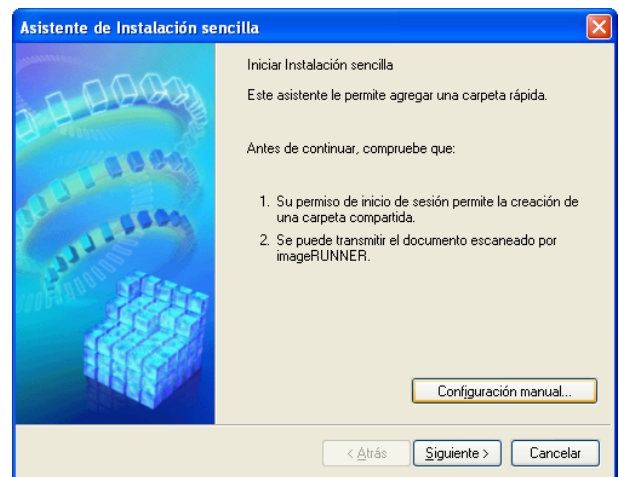 Asistente de Instalación sencilla
Iniciar Instalación sencilla
Este asistente le permite agregar una carpeta rápida.
Antes de continuar, compruebe que:
1. Su permiso de inicio de sesión permite la creación de
una carpeta compartida.
2. Se puede transmitir el documento escaneado por
imageRUNNER.
Configuración manual...
< Atrás
Siguiente >
Cancelar